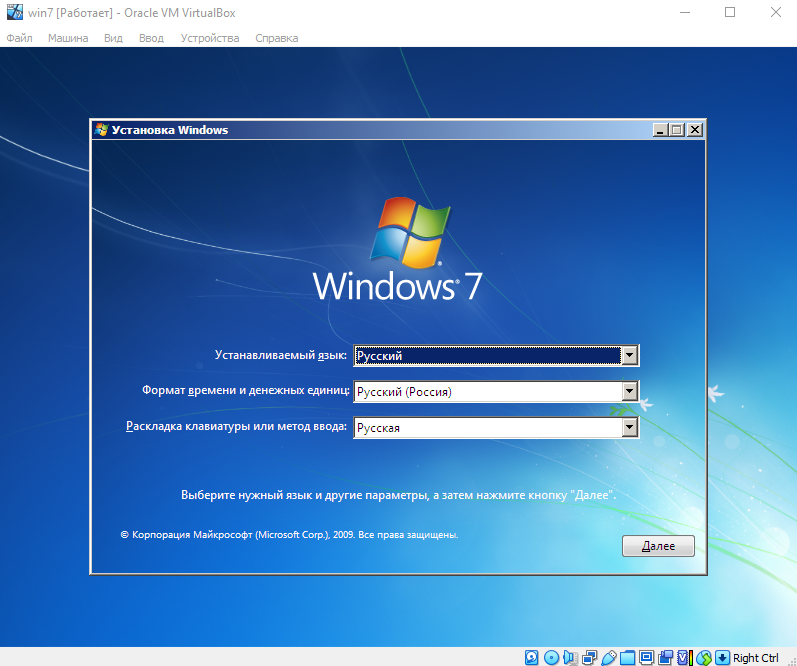 win7 [Работает] - Oracle VM VirtualBox
Файл Машина Вид Ввод Устройства Справка
Установка Windows
Windows® 7
Устанавливаемый язык: Русский
Формат времени и денежных единиц: Русский (Россия)
Раскладка клавиатуры или метод ввода: Русская
Выберите нужный язык и другие параметры, а затем нажмите кнопку "Далее".
© Корпорация Майкрософт (Microsoft Corp.), 2009. Все права защищены.
Далее
Right Ctrl